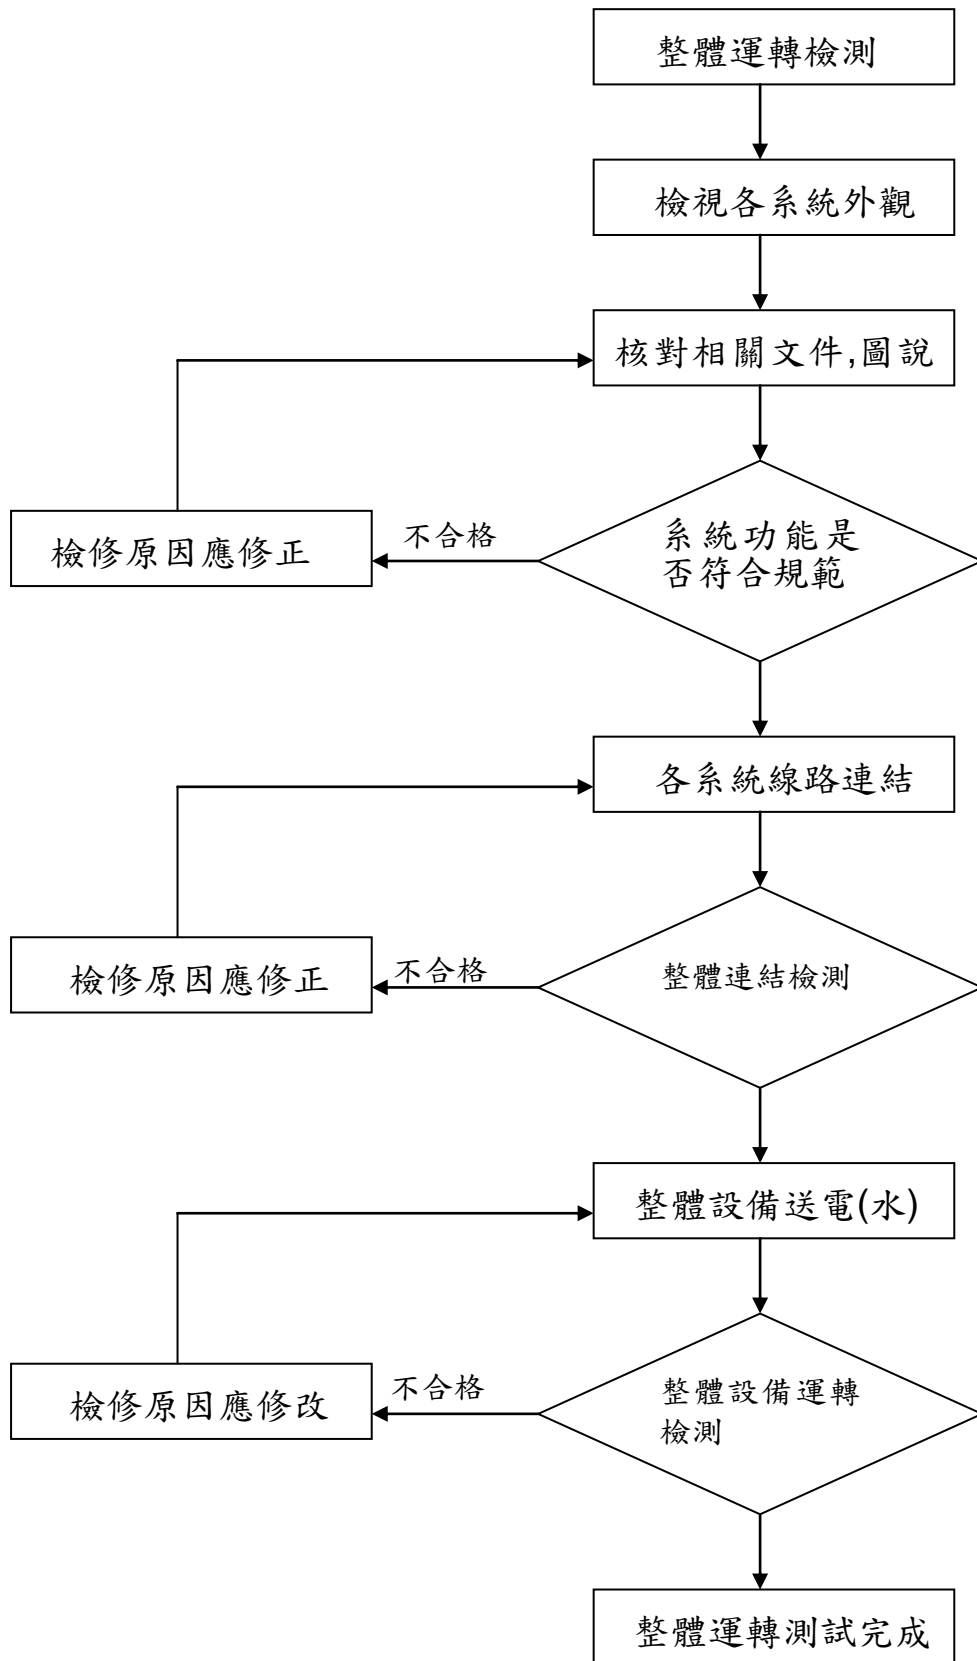 整體運轉檢測
檢視各系統外觀
核對相關文件,圖說
系統功能是
否符合規範
不合格
檢修原因應修正
各系統線路連結
整體連結檢測
不合格
檢修原因應修正
整體設備送電(水)
整體設備運轉
檢測
不合格
檢修原因應修改
整體運轉測試完成